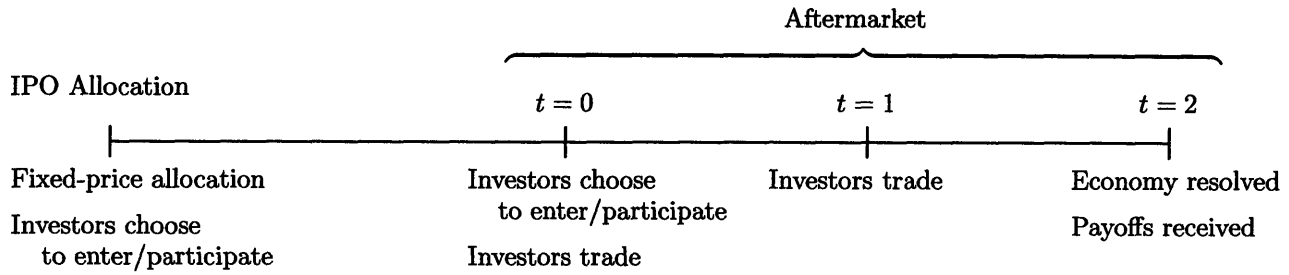 Aftermarket
IPO Allocation
t = 0
t = 1
t = 2
Fixed-price allocation
Investors choose
to enter/participate
Investors choose
to enter/participate
Investors trade
Investors trade
Economy resolved
Payoffs received